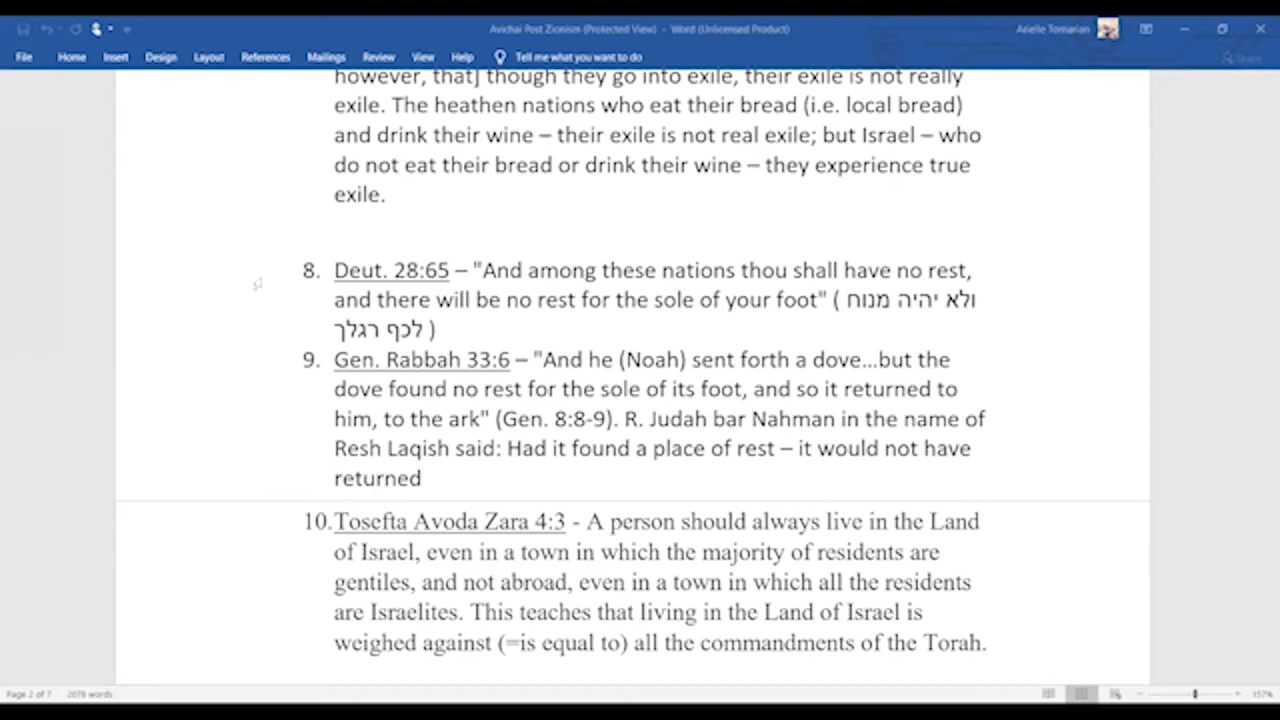 Avichai Post Zionism (Protected View) - Word (Unlicensed Product)
Arielle Tomarian
File Home Insert Design Layout References Mailings Review View Help Tell me what you want to do Share
however, that] though they go into exile, their exile is not really
exile. The heathen nations who eat their bread (i.e. local bread)
and drink their wine – their exile is not real exile; but Israel – who
do not eat their bread or drink their wine – they experience true
exile.
8. Deut. 28:65 – "And among these nations thou shall have no rest,
and there will be no rest for the sole of your foot" ( ולא יהיה מנוח
לכף רגלך )
9. Gen. Rabbah 33:6 – "And he (Noah) sent forth a dove…but the
dove found no rest for the sole of its foot, and so it returned to
him, to the ark" (Gen. 8:8-9). R. Judah bar Nahman in the name of
Resh Laqish said: Had it found a place of rest – it would not have
returned
10. Tosefta Avoda Zara 4:3 - A person should always live in the Land
of Israel, even in a town in which the majority of residents are
gentiles, and not abroad, even in a town in which all the residents
are Israelites. This teaches that living in the Land of Israel is
weighed against (=is equal to) all the commandments of the Torah.
Page 2 of 7 2078 words 157%